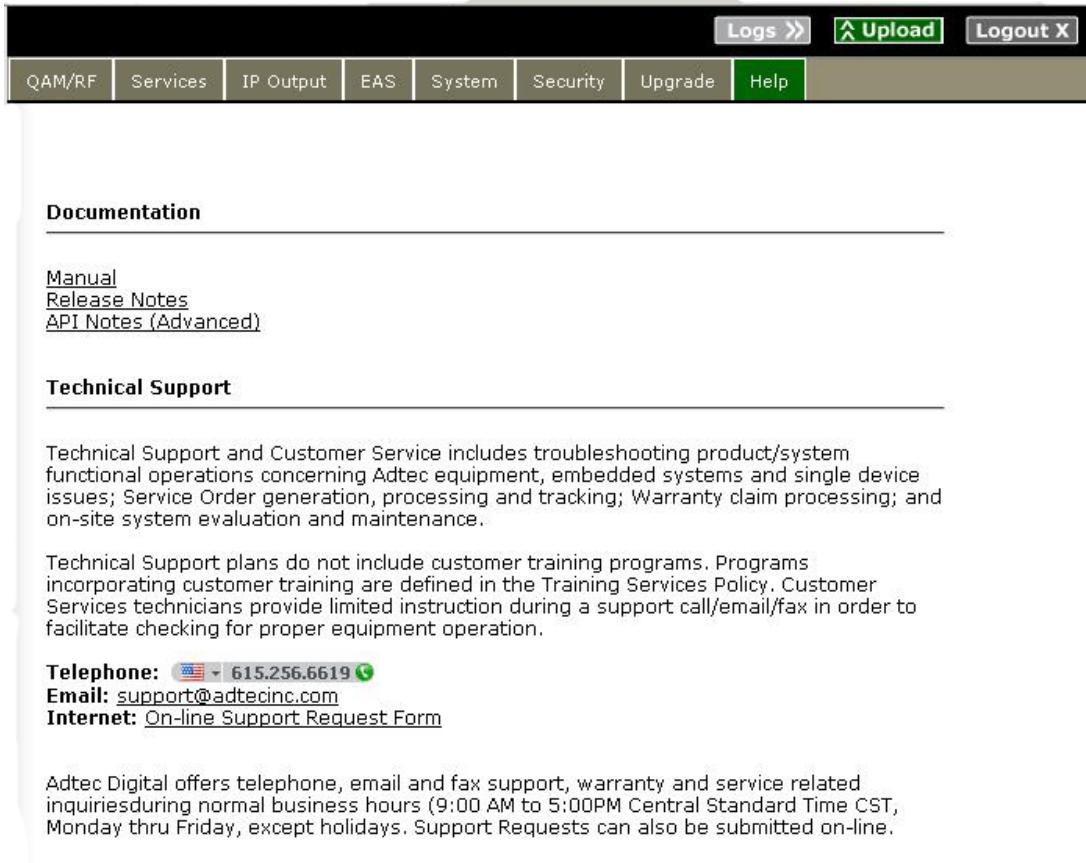 Logs >> Upload Logout X
QAM/RF Services IP Output EAS System Security Upgrade Help
Documentation
Manual
Release Notes
API Notes (Advanced)
Technical Support
Technical Support and Customer Service includes troubleshooting product/system
functional operations concerning Adtec equipment, embedded systems and single device
issues; Service Order generation, processing and tracking; Warranty claim processing; and
on-site system evaluation and maintenance.
Technical Support plans do not include customer training programs. Programs
incorporating customer training are defined in the Training Services Policy. Customer
Services technicians provide limited instruction during a support call/email/fax in order to
facilitate checking for proper equipment operation.
Telephone: 615.256.6619
Email: support@adtecinc.com
Internet: On-line Support Request Form
Adtec Digital offers telephone, email and fax support, warranty and service related
inquiriesduring normal business hours (9:00 AM to 5:00PM Central Standard Time CST,
Monday thru Friday, except holidays. Support Requests can also be submitted on-line.